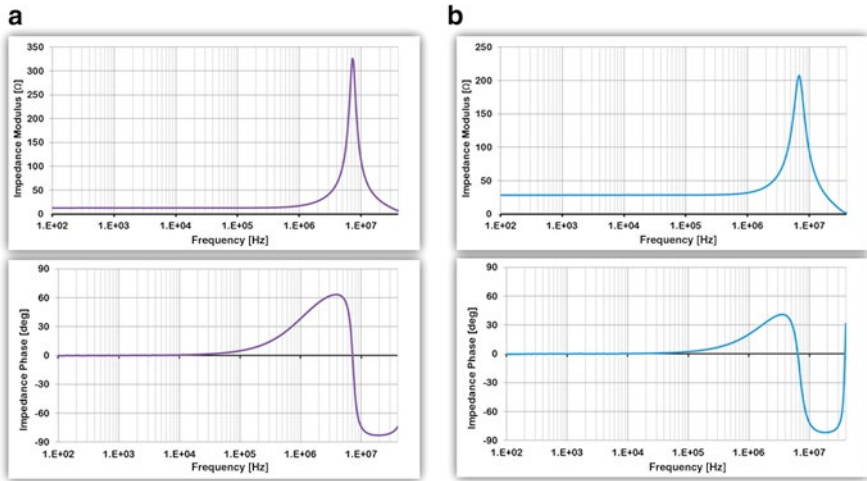 a
b
Impedance Modulus [Ω]
350
300
250
200
150
100
50
0
1.E+02 1.E+03 1.E+04 1.E+05 1.E+06 1.E+07
Frequency [Hz]
Impedance Modulus [Ω]
250
200
150
100
50
0
1.E+02 1.E+03 1.E+04 1.E+05 1.E+06 1.E+07
Frequency [Hz]
Impedance Phase [deg]
90
60
30
0
-30
-60
-90
1.E+02 1.E+03 1.E+04 1.E+05 1.E+06 1.E+07
Frequency [Hz]
Impedance Phase [deg]
90
60
30
0
-30
-60
-90
1.E+02 1.E+03 1.E+04 1.E+05 1.E+06 1.E+07
Frequency [Hz]